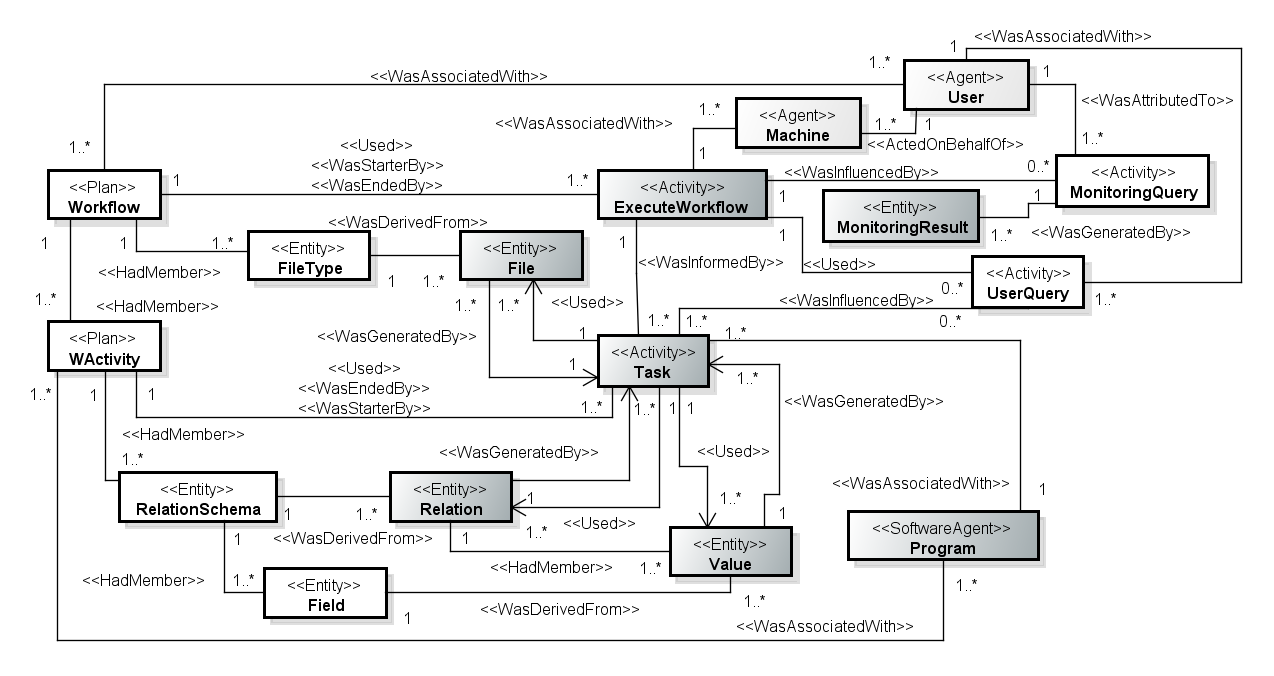 1
<<WasAssociatedWith>>
1..*
<<Agent>>
User
1
<<WasAssociatedWith>>
<<WasAttributedTo>>
1..*
<<Agent>>
Machine
1..*
1
<<WasAssociatedWith>>
<<ActedOnBehalfOf>>
1..*
1..*
<<Used>>
<<WasStarterBy>>
<<WasEndedBy>>
1
<<WasInfluencedBy>>
0..*
<<Plan>>
Workflow
1
1..*
<<Activity>>
ExecuteWorkflow
1
<<Activity>>
MonitoringQuery
<<Entity>>
MonitoringResult
1
1..*
<<WasGeneratedBy>>
1
1
1..*
<<WasDerivedFrom>>
<<Entity>>
FileType
<<Entity>>
File
1
1
<<HadMember>>
1
1..*
<<WasInformedBy>>
<<Used>>
<<Activity>>
UserQuery
0..*
1..*
1..*
<<HadMember>>
1..*
1..*
<<Used>>
<<WasInfluencedBy>>
1..*
1..*
0..*
<<WasGeneratedBy>>
1
1..*
<<Plan>>
WActivity
<<Activity>>
Task
1
1..*
<<Used>>
<<WasEndedBy>>
<<WasStarterBy>>
1..*
1
1
1..*
1..*
1
1
<<WasGeneratedBy>>
<<HadMember>>
<<WasGeneratedBy>>
<<Used>>
1..*
<<Entity>>
RelationSchema
<<Entity>>
Relation
1
1..*
<<WasAssociatedWith>>
1
1
1..*
1..*
<<Used>>
1
<<SoftwareAgent>>
Program
1
<<WasDerivedFrom>>
1
<<Entity>>
Value
<<HadMember>>
1..*
<<HadMember>>
1..*
<<Entity>>
Field
1
<<WasDerivedFrom>>
1..*
1..*
<<WasAssociatedWith>>